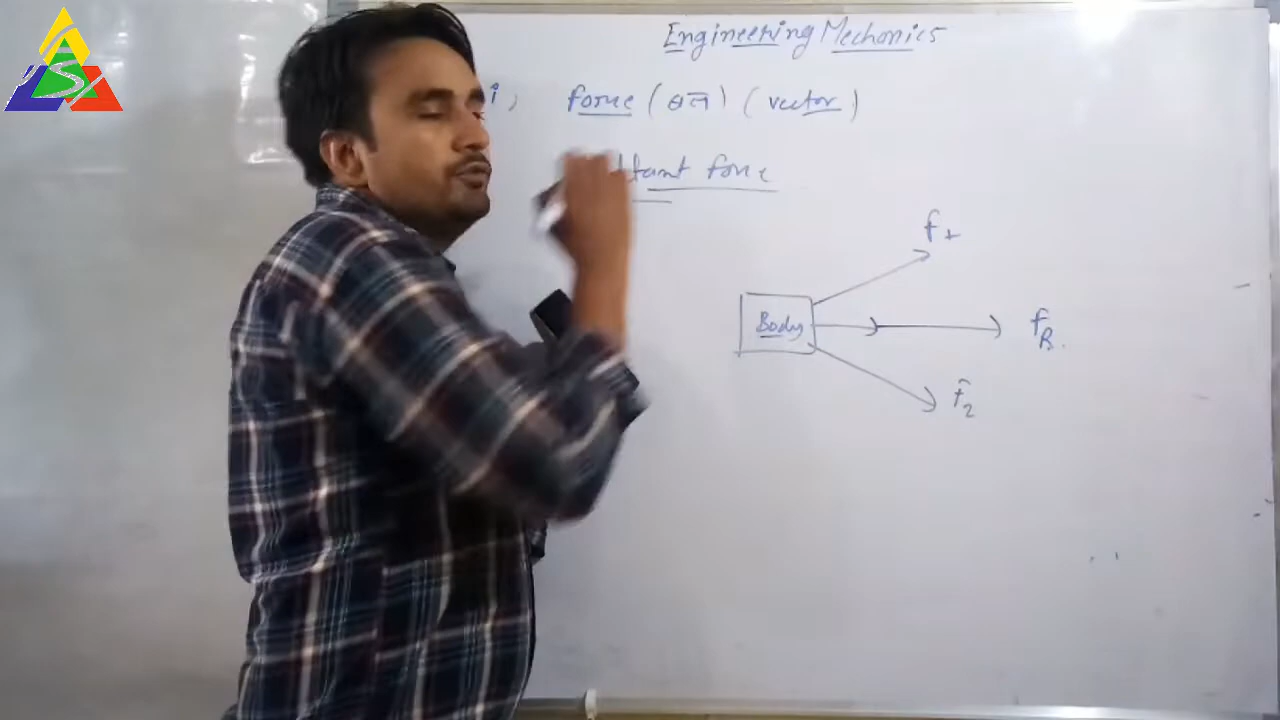 Engineering Mechanics
i, force (बल) (vector)
ltant force
f1
Body
fR.
f2